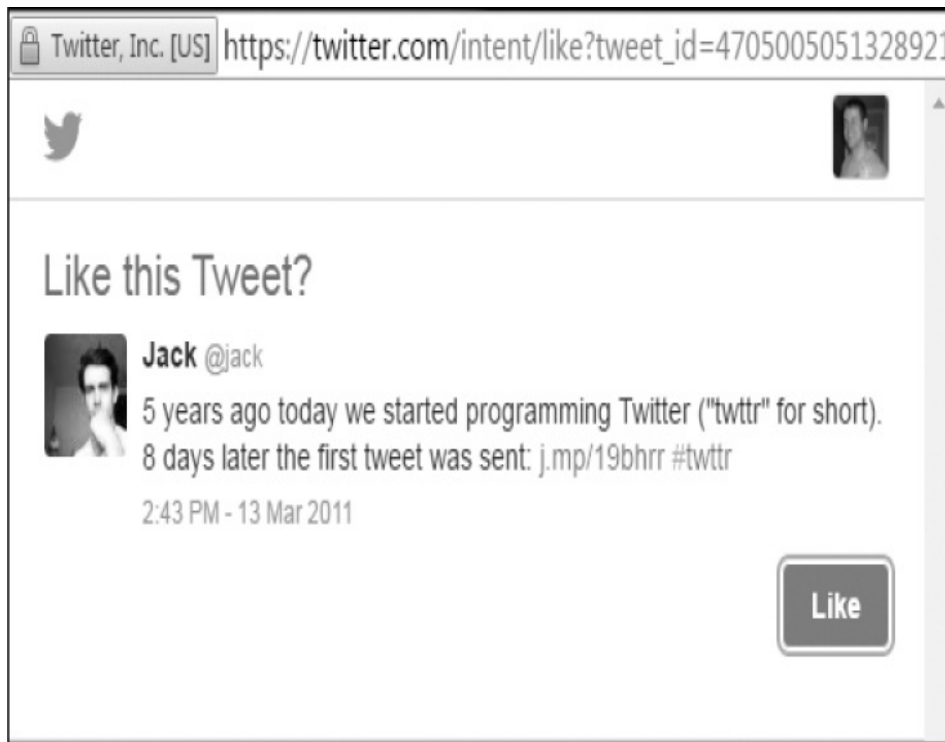 Twitter, Inc. [US] https://twitter.com/intent/like?tweet_id=4705005051328921
Like this Tweet?
Jack @jack
5 years ago today we started programming Twitter ("twttr" for short).
8 days later the first tweet was sent: j.mp/19bhrr #twttr
2:43 PM - 13 Mar 2011
Like